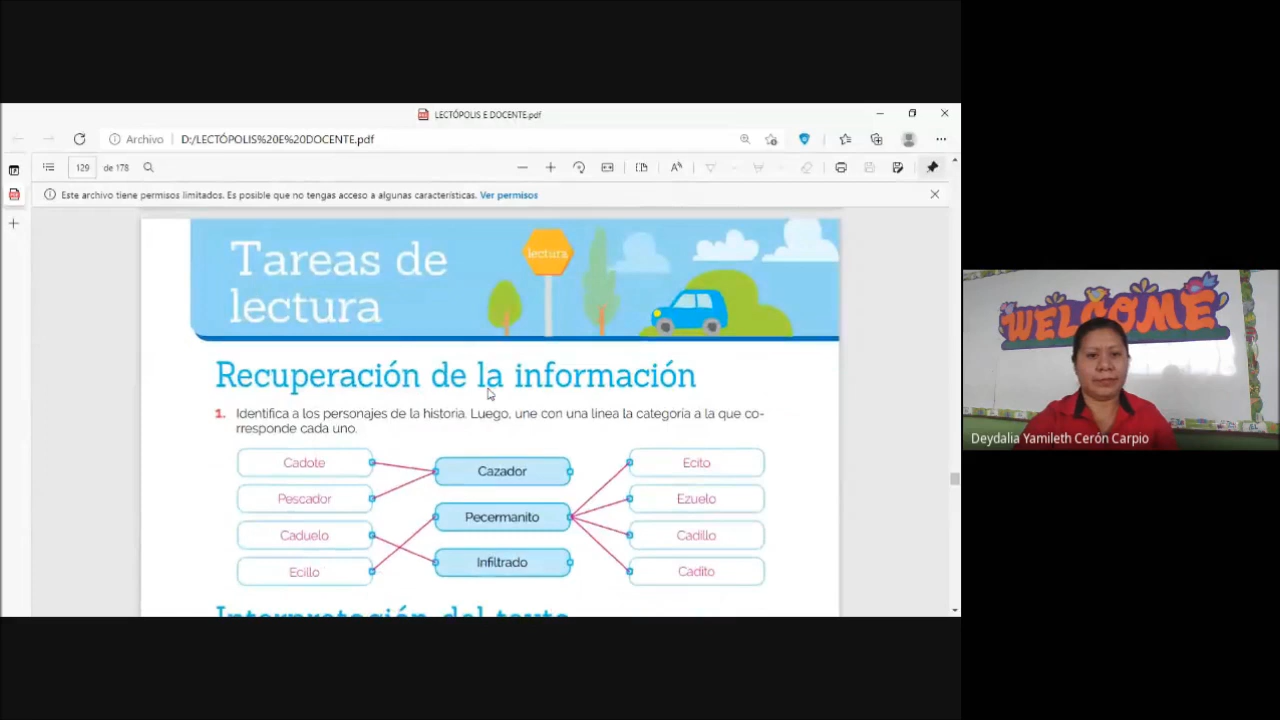 LECTÓPOLIS E DOCENTE.pdf
Archivo
D:/LECTÓPOLIS%20E%20DOCENTE.pdf
129 de 178
Este archivo tiene permisos limitados. Es posible que no tengas acceso a algunas características. Ver permisos
Tareas de
lectura
lectura
Recuperación de la información
1. Identifica a los personajes de la historia. Luego, une con una línea la categoría a la que co-
rresponde cada uno.
Cadote
Pescador
Caduelo
Ecillo
Cazador
Pecermanito
Infiltrado
Ecito
Ezuelo
Cadillo
Cadito
Interpretación del texto
WELCOME
Deydalia Yamileth Cerón Carpio